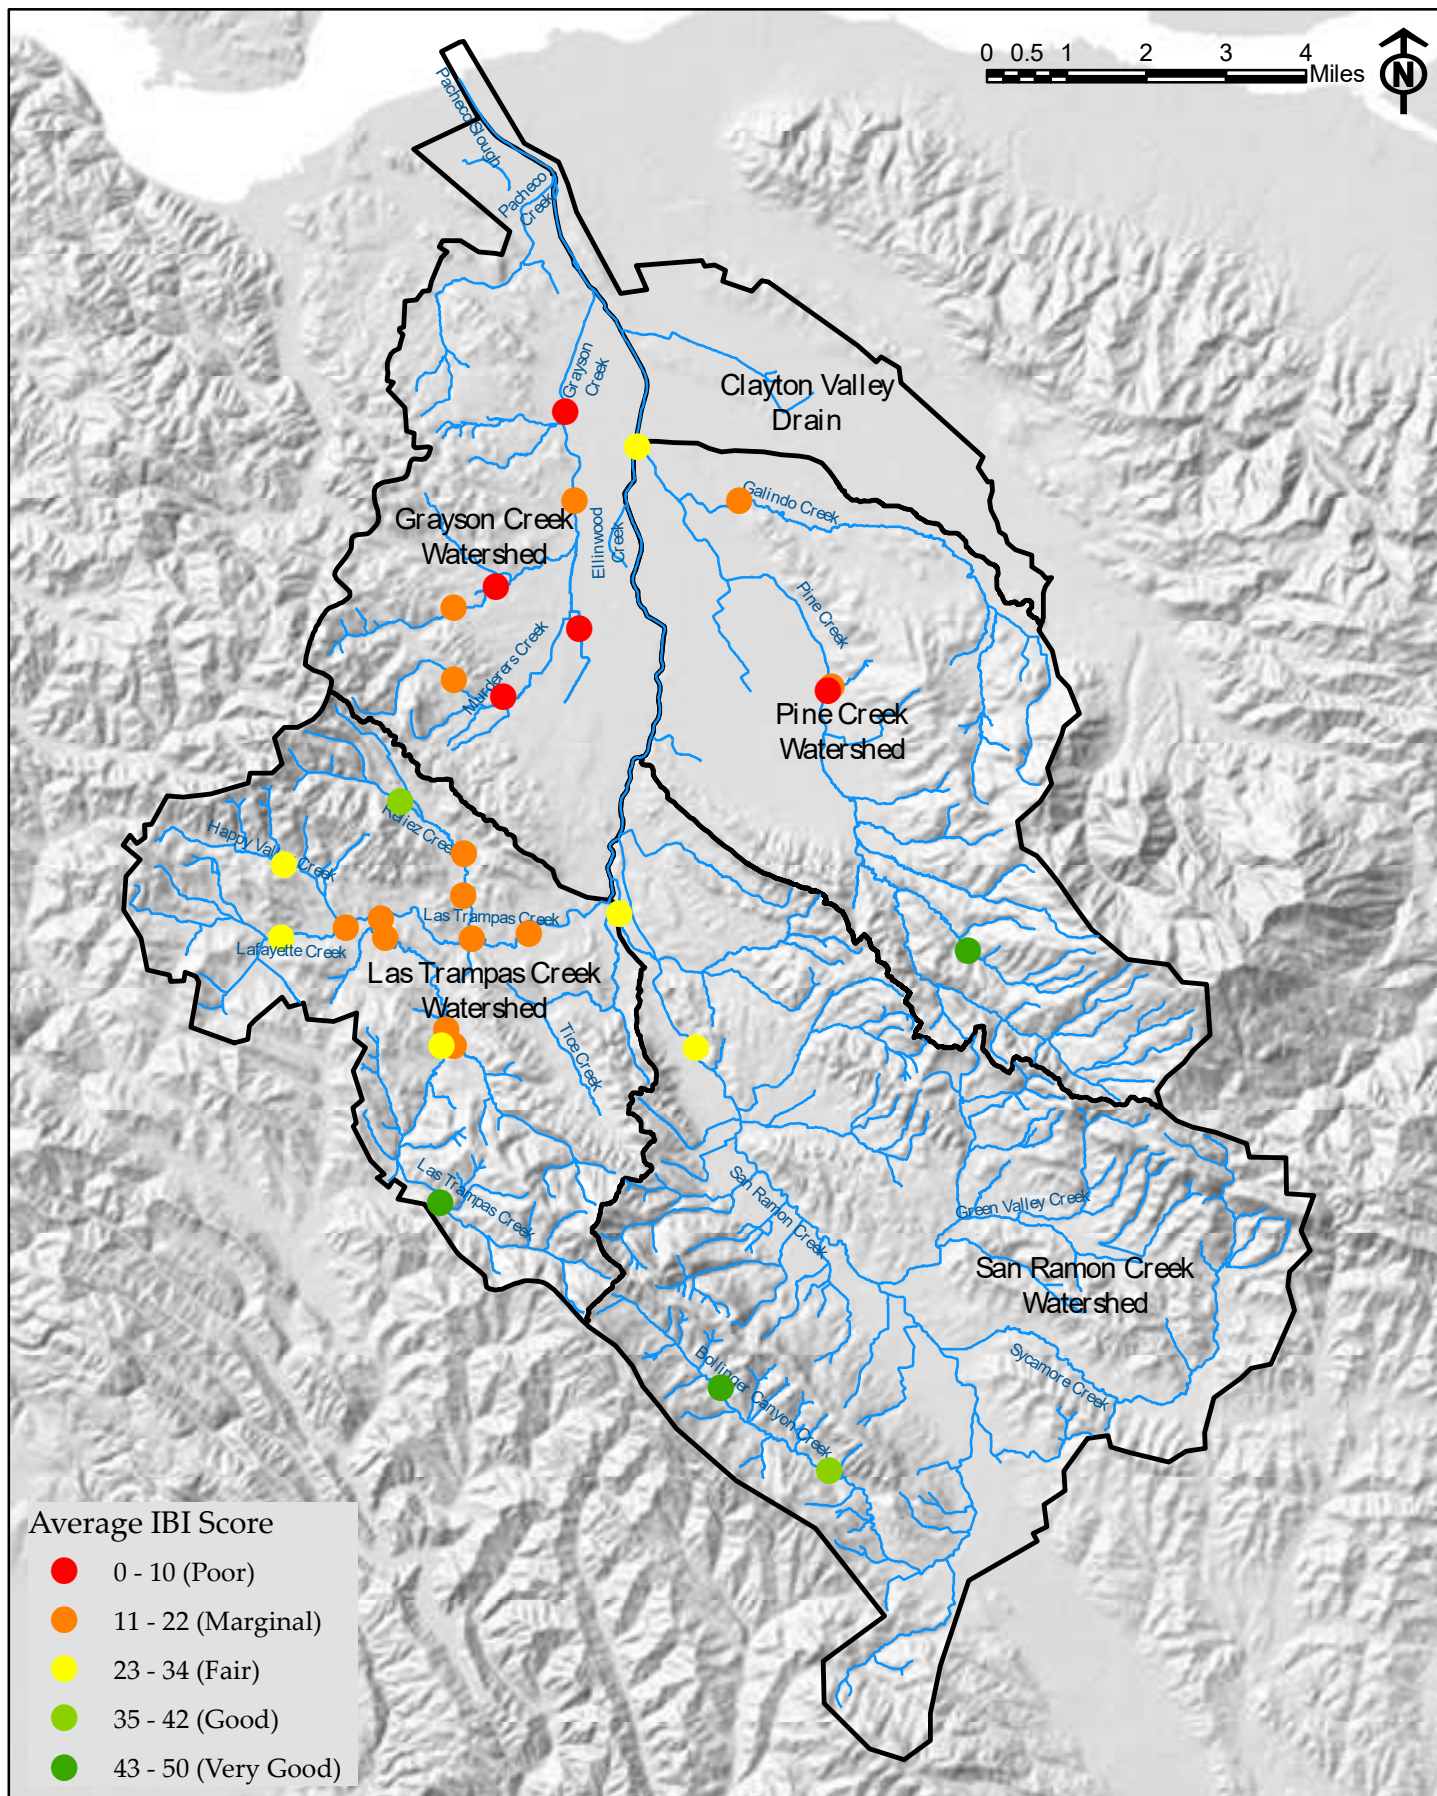 0 0.5 1 2 3 4
Miles
N
Pacheco Slough
Pacheco
Creek
Grayson
Creek
Clayton Valley
Drain
Galindo Creek
Grayson Creek
Watershed
Ellinwood
Creek
Pine Creek
Murderers Creek
Pine Creek
Watershed
Reliez Creek
Happy Valley Creek
Las Trampas Creek
Lafayette Creek
Las Trampas Creek
Watershed
Tice Creek
Las Trampas Creek
San Ramon Creek
Green Valley Creek
San Ramon Creek
Watershed
Sycamore Creek
Bollinger Canyon Creek
Average IBI Score
0 - 10 (Poor)
11 - 22 (Marginal)
23 - 34 (Fair)
35 - 42 (Good)
43 - 50 (Very Good)